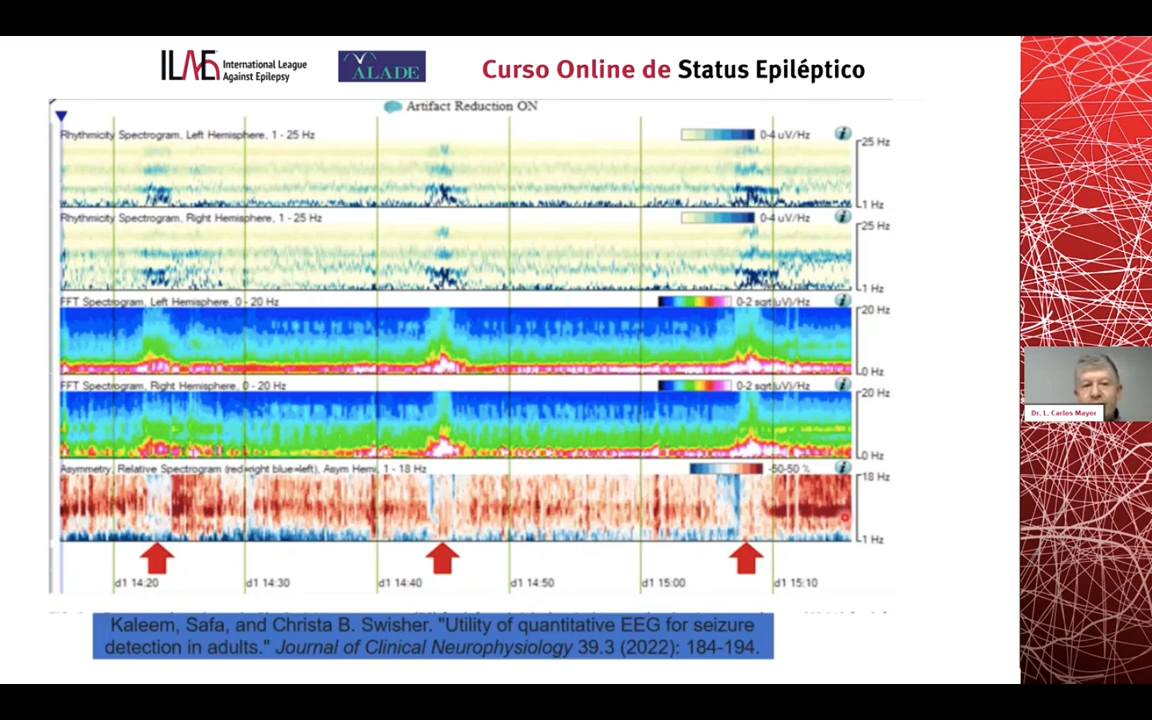 ILAE International League
Against Epilepsy
ALADE
Curso Online de Status Epiléptico
Artifact Reduction ON
Rhythmicity Spectrogram, Left Hemisphere, 1 - 25 Hz
0-4 uV/Hz
25 Hz
1 Hz
Rhythmicity Spectrogram, Right Hemisphere, 1 - 25 Hz
0-4 uV/Hz
25 Hz
1 Hz
FFT Spectrogram, Left Hemisphere, 0 - 20 Hz
0-2 sqrt(uV)/Hz
20 Hz
0 Hz
FFT Spectrogram, Right Hemisphere, 0 - 20 Hz
0-2 sqrt(uV)/Hz
20 Hz
0 Hz
Asymmetry, Relative Spectrogram (red=right blue=left), Asym Hemi, 1 - 18 Hz
-50-50 %
18 Hz
1 Hz
d1 14:20
d1 14:30
d1 14:40
d1 14:50
d1 15:00
d1 15:10
Kaleem, Safa, and Christa B. Swisher. "Utility of quantitative EEG for seizure
detection in adults." Journal of Clinical Neurophysiology 39.3 (2022): 184-194.
Dr. L. Carlos Mayor